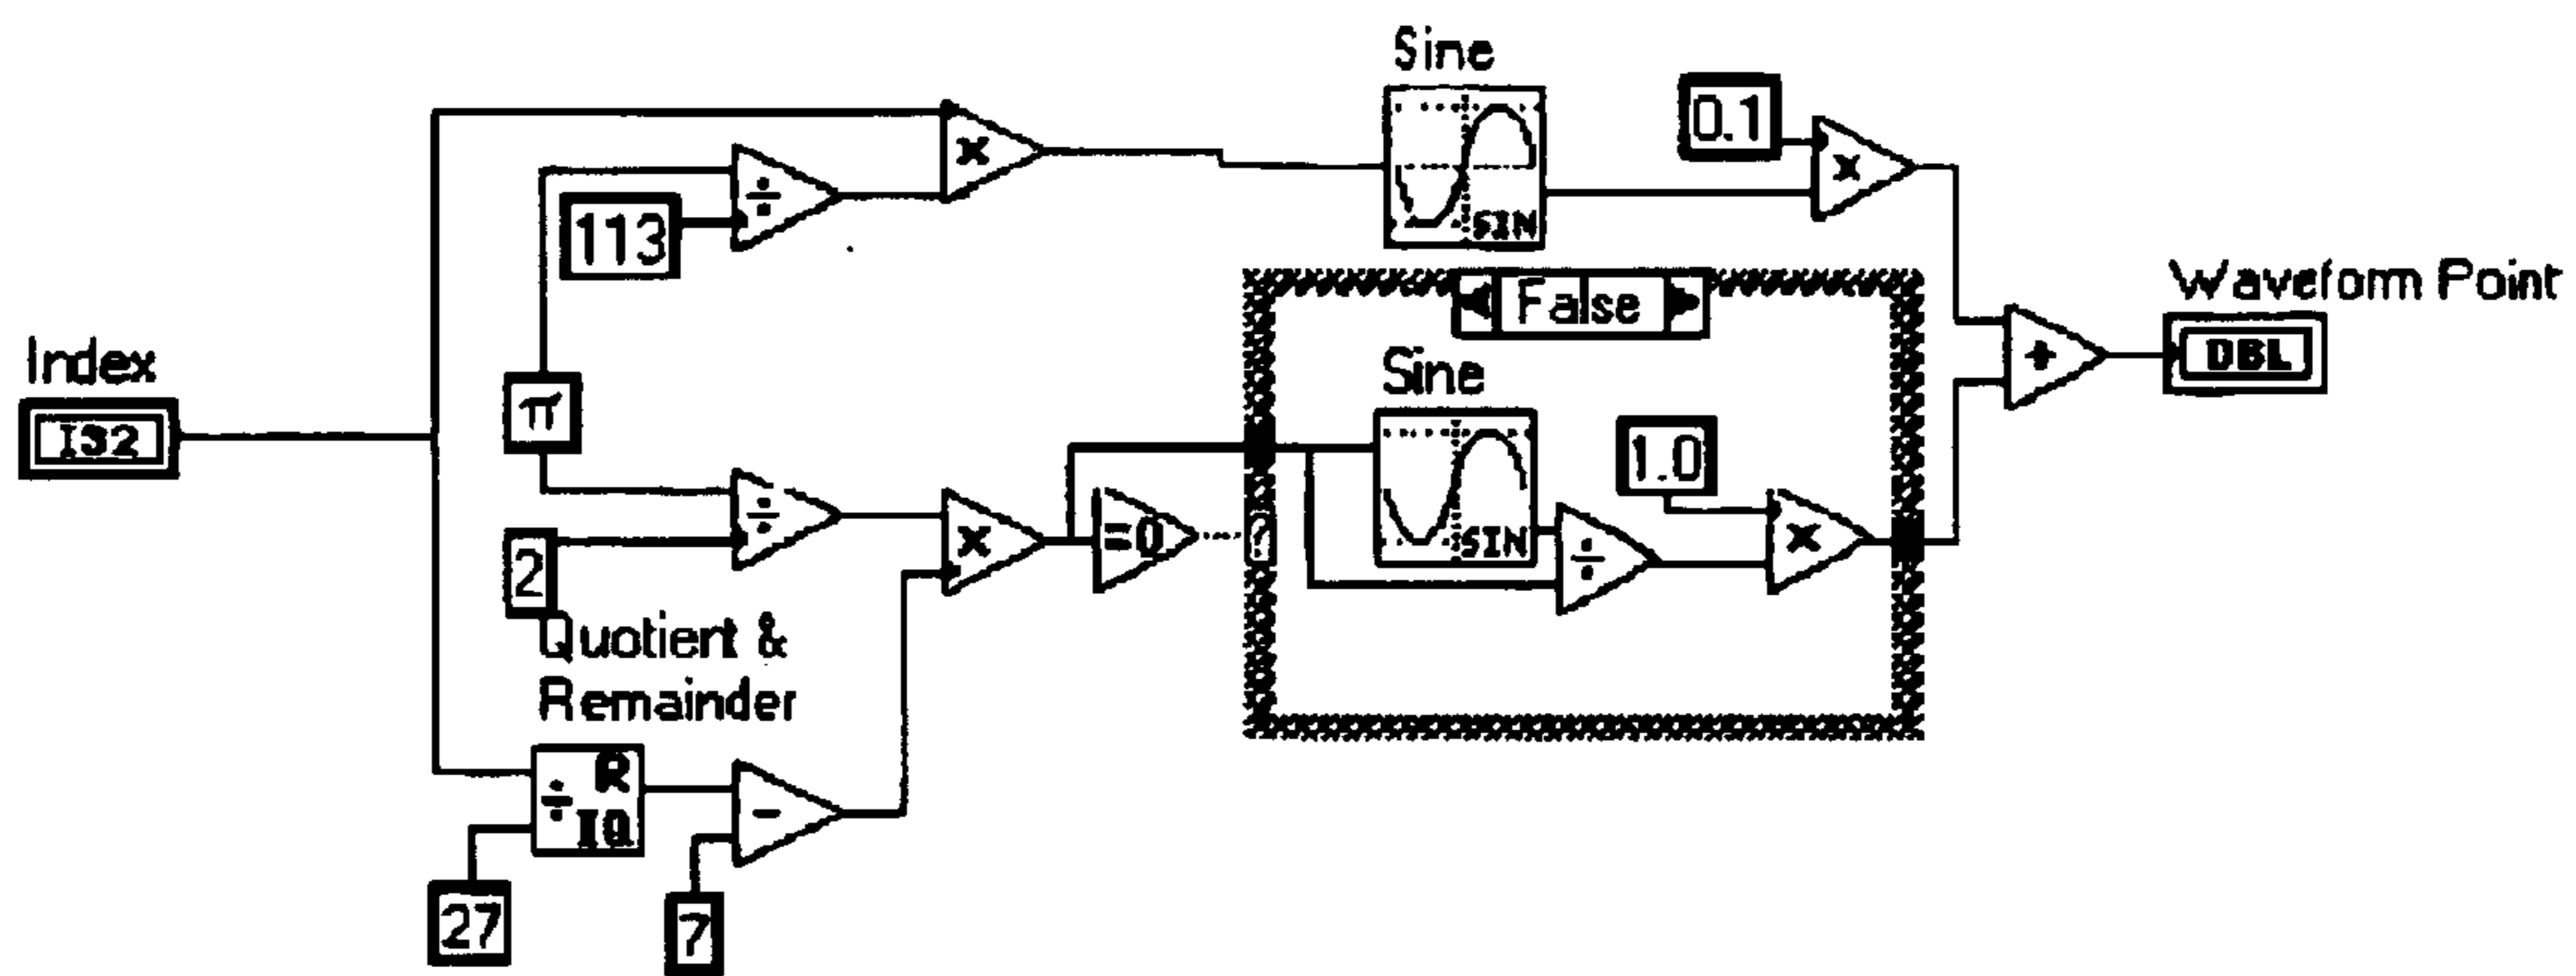 Sine
0.1
×
÷
×
113
SIN
False
Waveform Point
Index
Sine
+
DBL
π
I32
1.0
÷
×
=0
?
SIN
÷
×
2
Quotient &
Remainder
R
÷
IQ
-
27
7